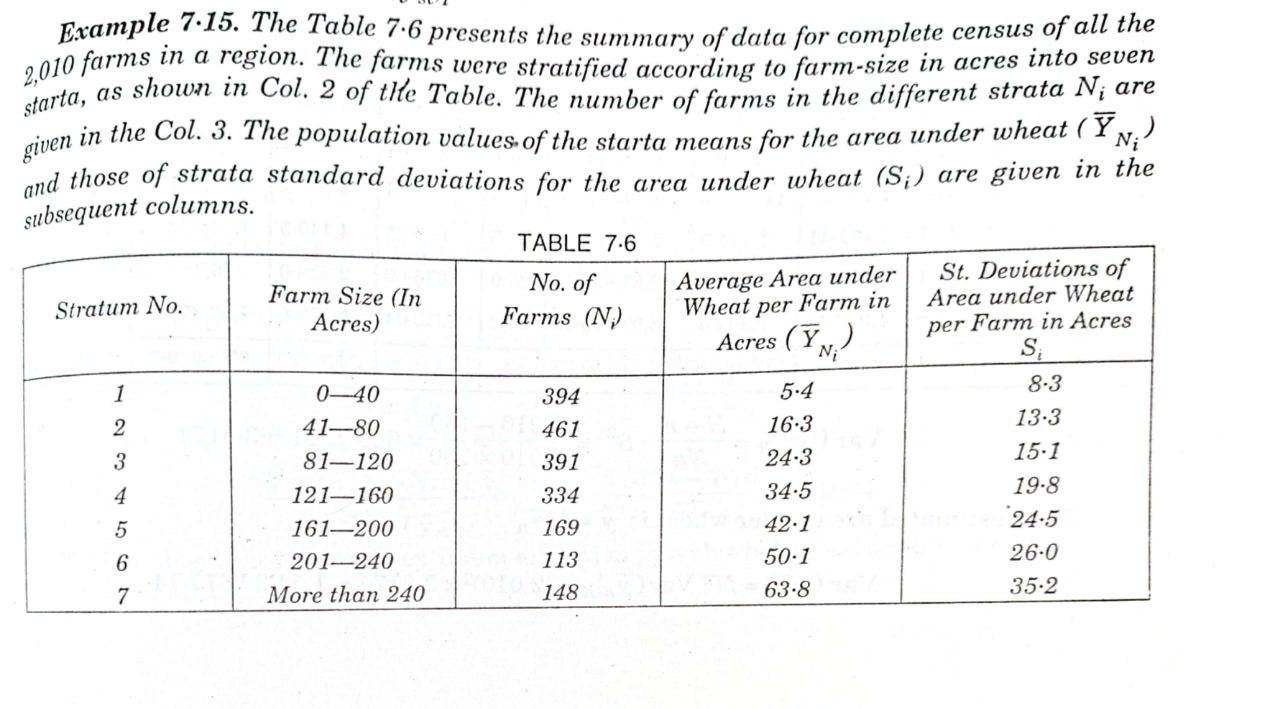 Example 7·15. The Table 7·6 presents the summary of data for complete census of all the
2,010 farms in a region. The farms were stratified according to farm-size in acres into seven
starta, as shown in Col. 2 of the Table. The number of farms in the different strata Nᵢ are
given in the Col. 3. The population values of the starta means for the area under wheat (Y̅_Nᵢ)
and those of strata standard deviations for the area under wheat (Sᵢ) are given in the
subsequent columns.
TABLE 7·6
Stratum No. Farm Size (In Acres) No. of Farms (Nᵢ) Average Area under Wheat per Farm in Acres (Y̅_Nᵢ) St. Deviations of Area under Wheat per Farm in Acres Sᵢ
1 0—40 394 5·4 8·3
2 41—80 461 16·3 13·3
3 81—120 391 24·3 15·1
4 121—160 334 34·5 19·8
5 161—200 169 42·1 24·5
6 201—240 113 50·1 26·0
7 More than 240 148 63·8 35·2